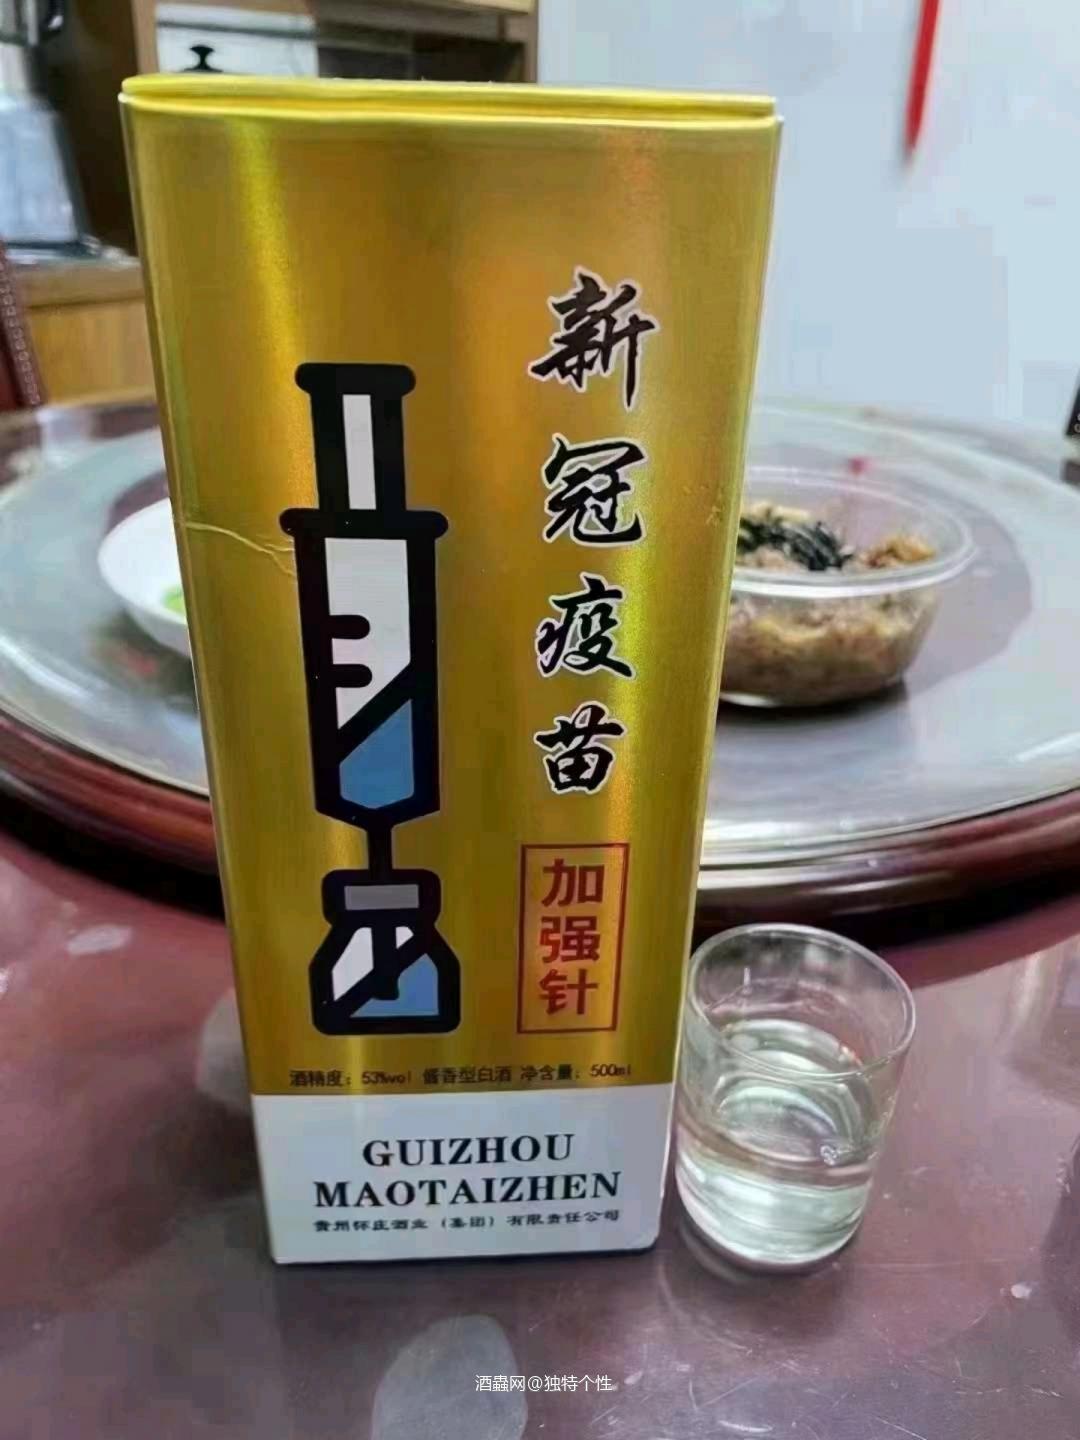 新冠疫苗
加强针
酒精度：53%vol 酱香型白酒 净含量：500ml
GUIZHOU
MAOTAIZHEN
贵州怀庄酒业（集团）有限责任公司
酒蟲网@独特个性